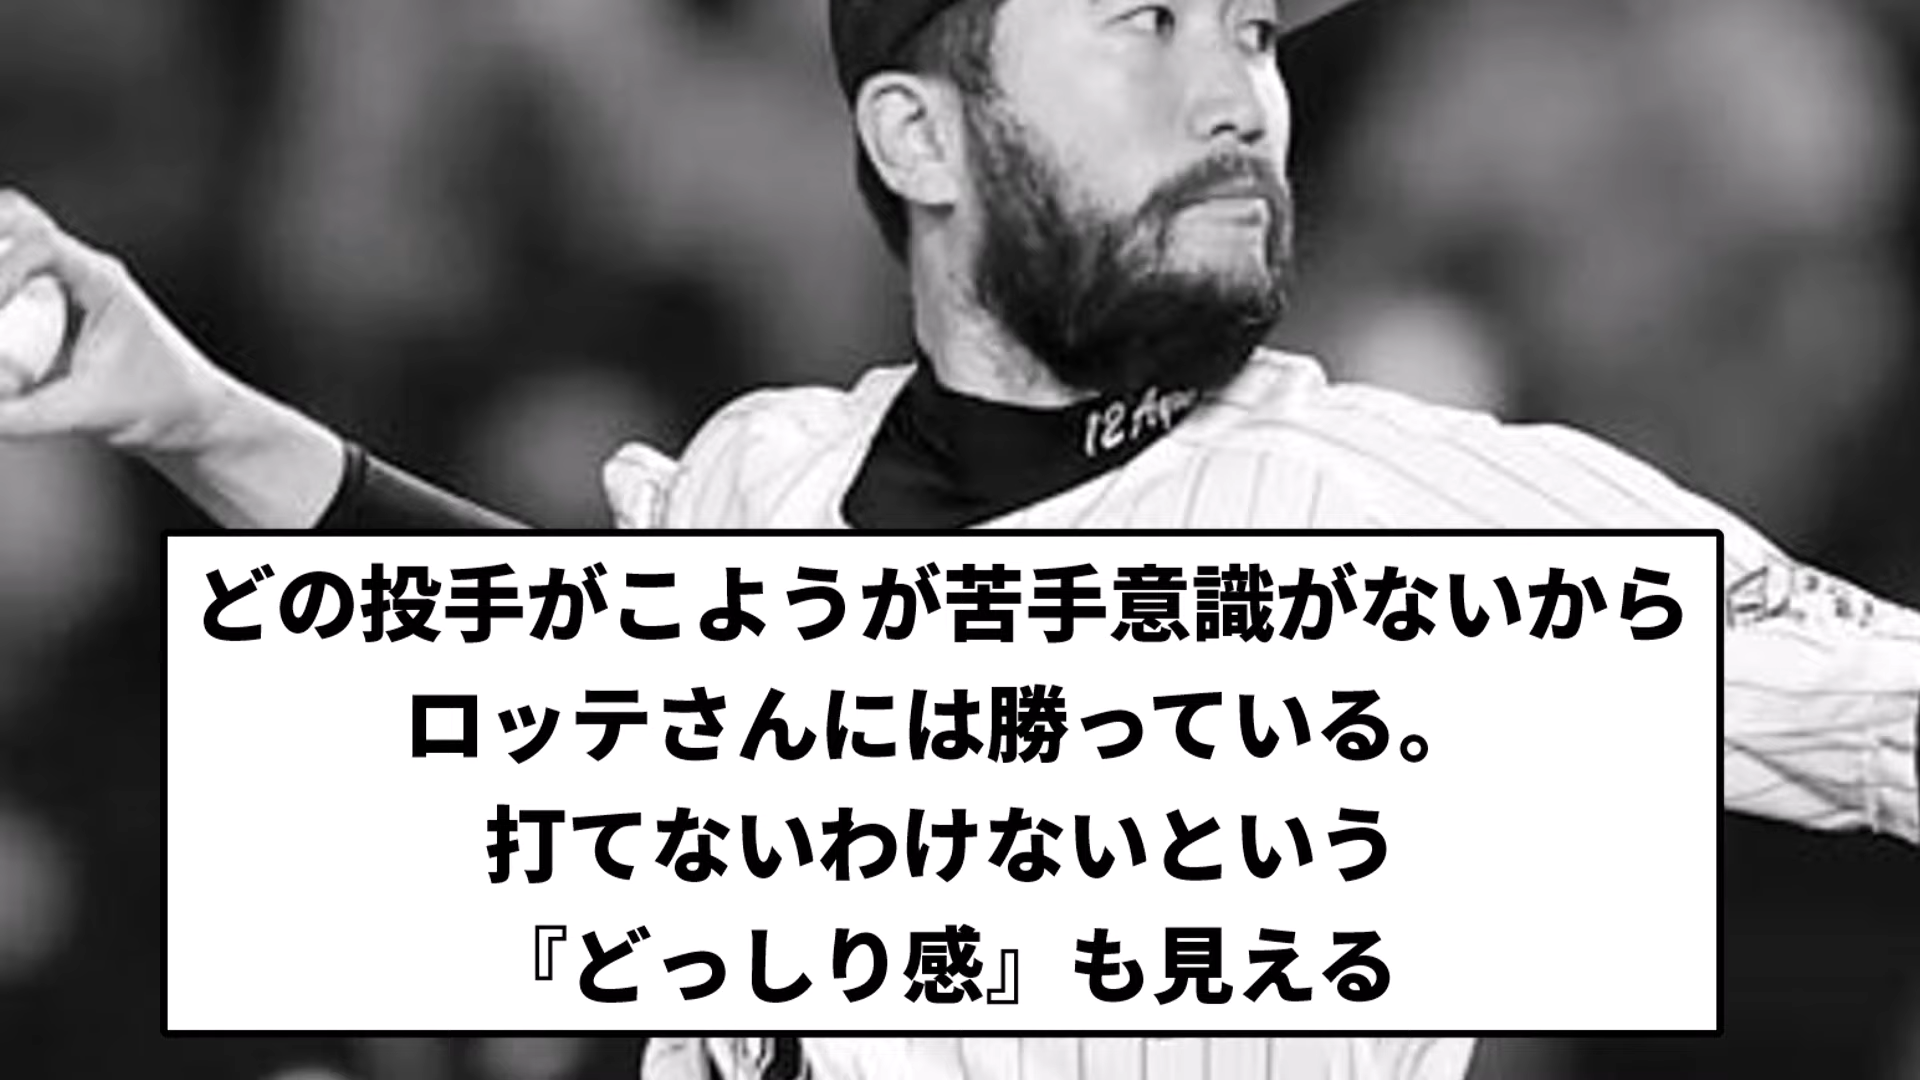 12 Ayu
どの投手がこようが苦手意識がないから
ロッテさんには勝っている。
打てないわけないという
『どっしり感』も見える